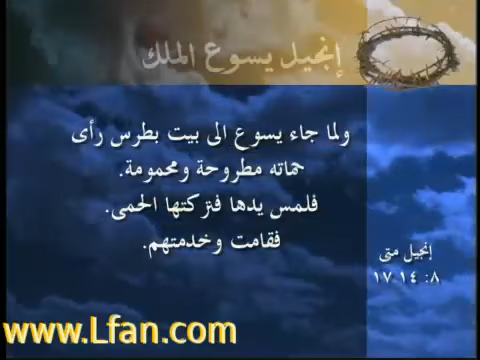 إنجيل يسوع الملك
ولما جاء يسوع الى بيت بطرس رأى
حماته مطروحة ومحمومة.
فلمس يدها فتركتها الحمى.
فقامت وخدمتهم.
إنجيل متى
٨: ١٤ ١٧
www.Lfan.com